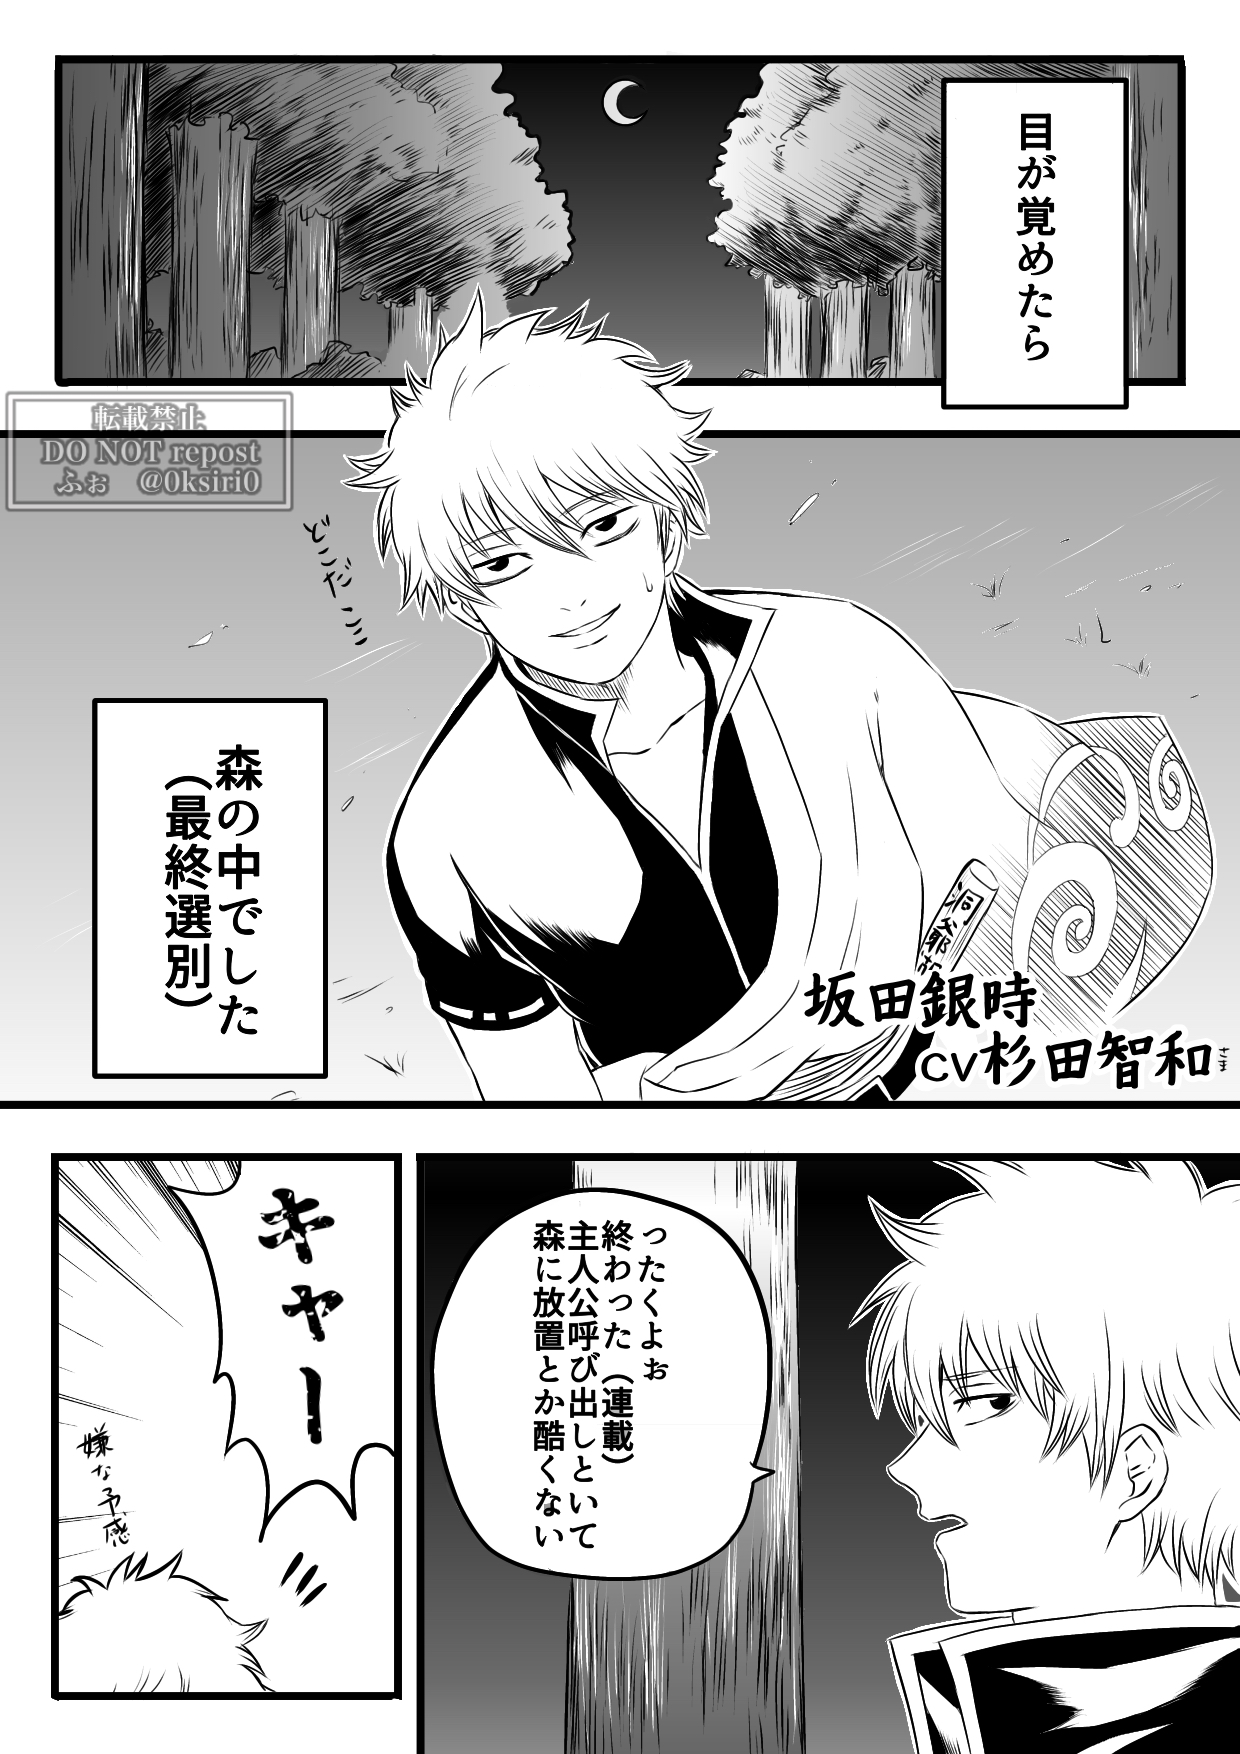 目が覚めたら
転載禁止
DO NOT repost
ふぉ　@0ksiri0
どこだここ
森の中でした
（最終選別）
洞爺
坂田銀時
CV杉田智和さま
ったくよぉ
終わった（連載）
主人公呼び出しといて
森に放置とか酷くない
キャー
嫌な予感